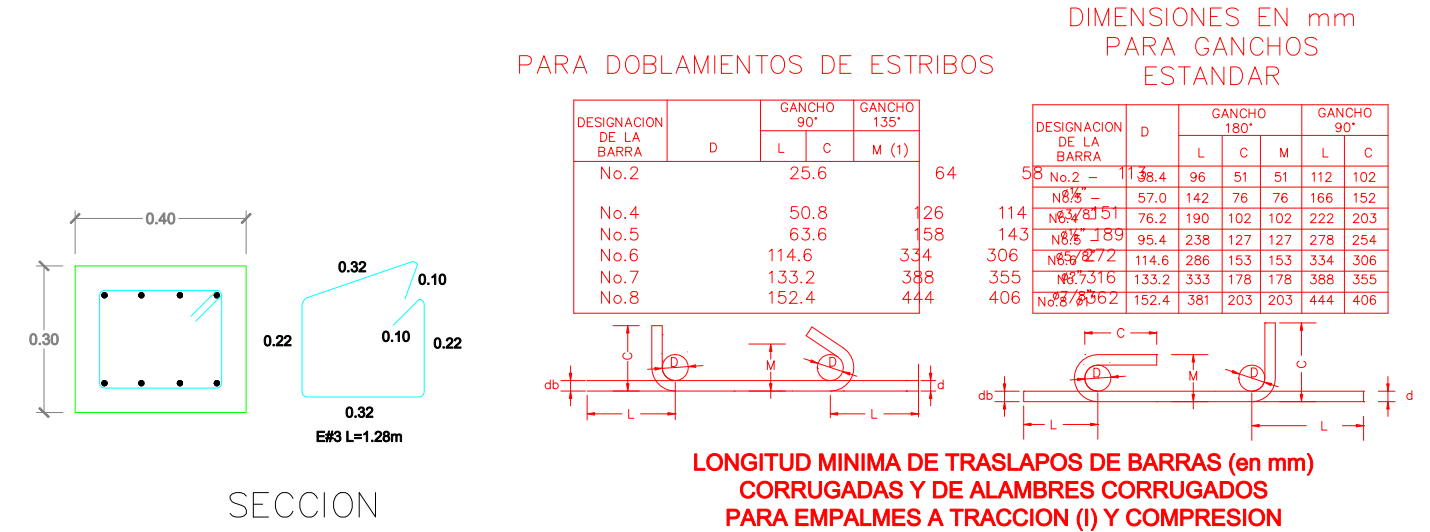 0.40
0.30
0.32
0.10
0.10
0.22
0.22
0.32
E#3 L=1.28m
SECCION
PARA DOBLAMIENTOS DE ESTRIBOS
DESIGNACION
DE LA
BARRA
D
GANCHO
90°
GANCHO
135°
L C M (1)
No.2 25.6 64 58 113
No.4 50.8 126 114 151
No.5 63.6 158 143 189
No.6 114.6 334 306 272
No.7 133.2 388 355 316
No.8 152.4 444 406 362
C
D
M
D
db
d
L
L
DIMENSIONES EN mm
PARA GANCHOS
ESTANDAR
DESIGNACION
DE LA
BARRA
D
GANCHO
180°
GANCHO
90°
L C M L C
No.2 - 38.4 96 51 51 112 102
57.0 142 76 76 166 152
76.2 190 102 102 222 203
95.4 238 127 127 278 254
114.6 286 153 153 334 306
133.2 333 178 178 388 355
152.4 381 203 203 444 406
C
D
M
D
C
db
d
L
L
LONGITUD MINIMA DE TRASLAPOS DE BARRAS (en mm)
CORRUGADAS Y DE ALAMBRES CORRUGADOS
PARA EMPALMES A TRACCION (I) Y COMPRESION